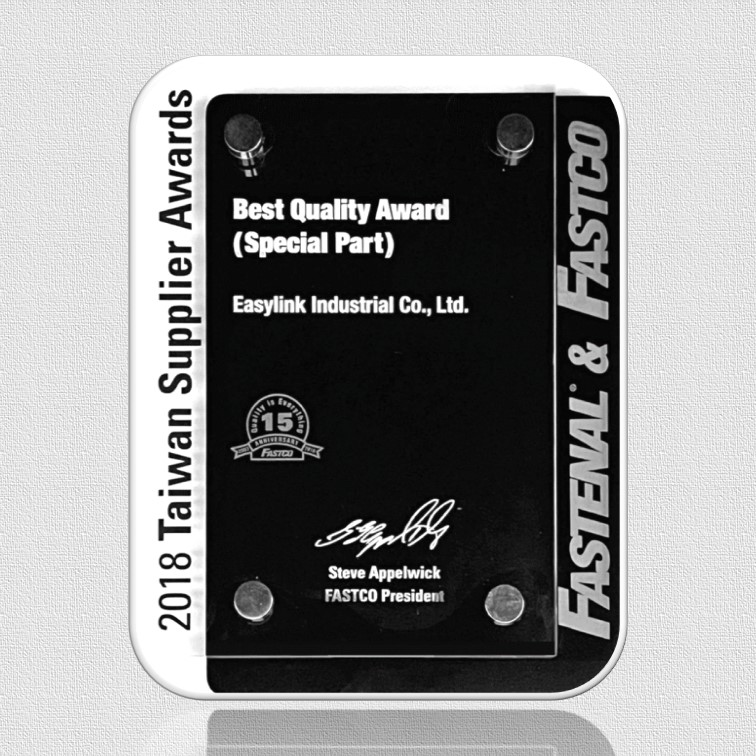 2018 Taiwan Supplier Awards
Best Quality Award
(Special Part)
Easylink Industrial Co., Ltd.
Quality is Everything
15
ANNIVERSARY
FASTCO
Steve Appelwick
FASTCO President
FASTENAL® & FASTCO